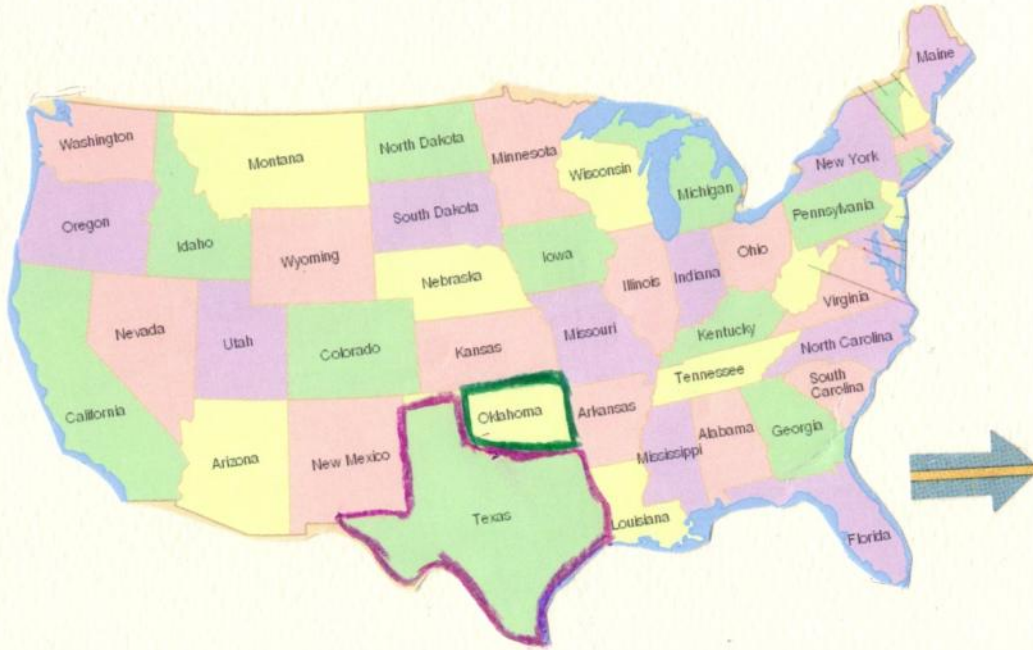 Maine
Washington
Montana
North Dakota
Minnesota
Wisconsin
Michigan
New York
Oregon
Idaho
South Dakota
Pennsylvania
Wyoming
Iowa
Ohio
Nebraska
Illinois
Indiana
Nevada
Utah
Colorado
Kansas
Missouri
Kentucky
Virginia
North Carolina
Tennessee
South
Carolina
California
Oklahoma
Arkansas
Arizona
New Mexico
Mississippi
Alabama
Georgia
Texas
Louisiana
Florida